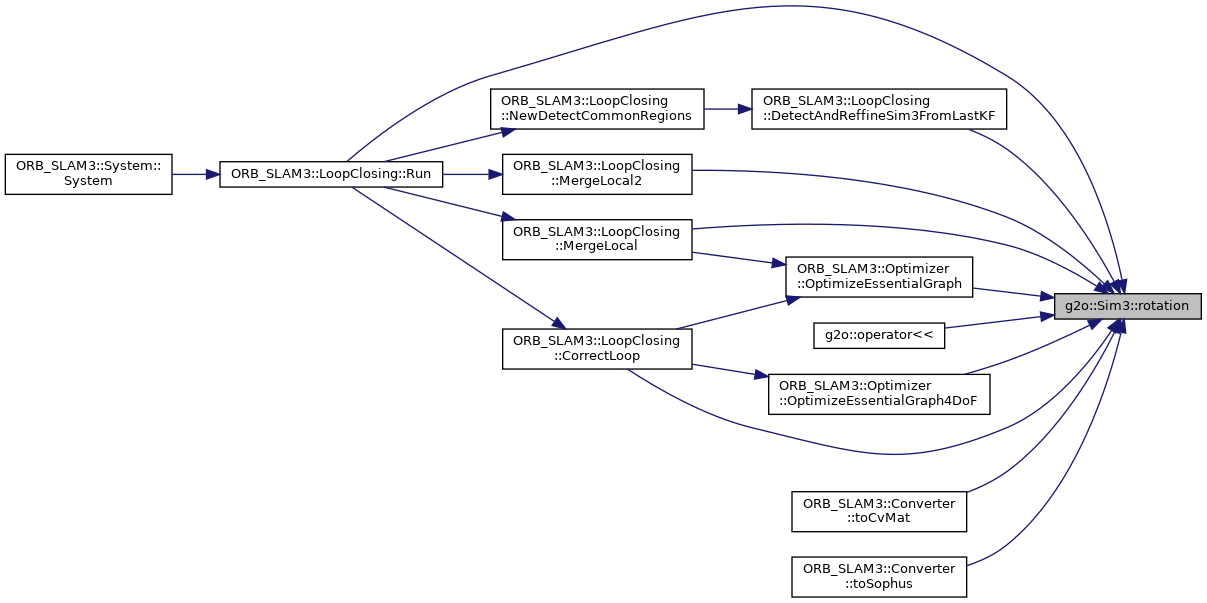 ORB_SLAM3::LoopClosing
::NewDetectCommonRegions
ORB_SLAM3::LoopClosing
::DetectAndReffineSim3FromLastKF
ORB_SLAM3::System::
System
ORB_SLAM3::LoopClosing::Run
ORB_SLAM3::LoopClosing
::MergeLocal2
ORB_SLAM3::LoopClosing
::MergeLocal
ORB_SLAM3::Optimizer
::OptimizeEssentialGraph
g2o::Sim3::rotation
g2o::operator<<
ORB_SLAM3::LoopClosing
::CorrectLoop
ORB_SLAM3::Optimizer
::OptimizeEssentialGraph4DoF
ORB_SLAM3::Converter
::toCvMat
ORB_SLAM3::Converter
::toSophus